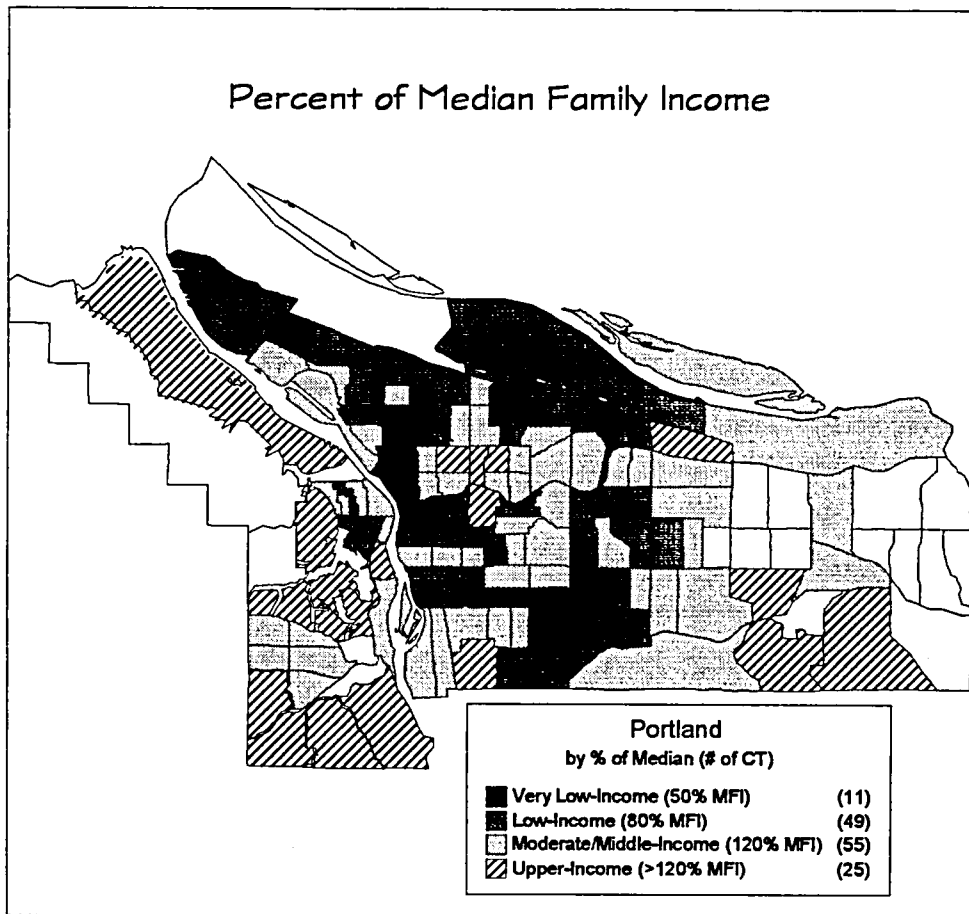 Percent of Median Family Income
Portland
by % of Median (# of CT)
Very Low-Income (50% MFI) (11)
Low-Income (80% MFI) (49)
Moderate/Middle-Income (120% MFI) (55)
Upper-Income (>120% MFI) (25)